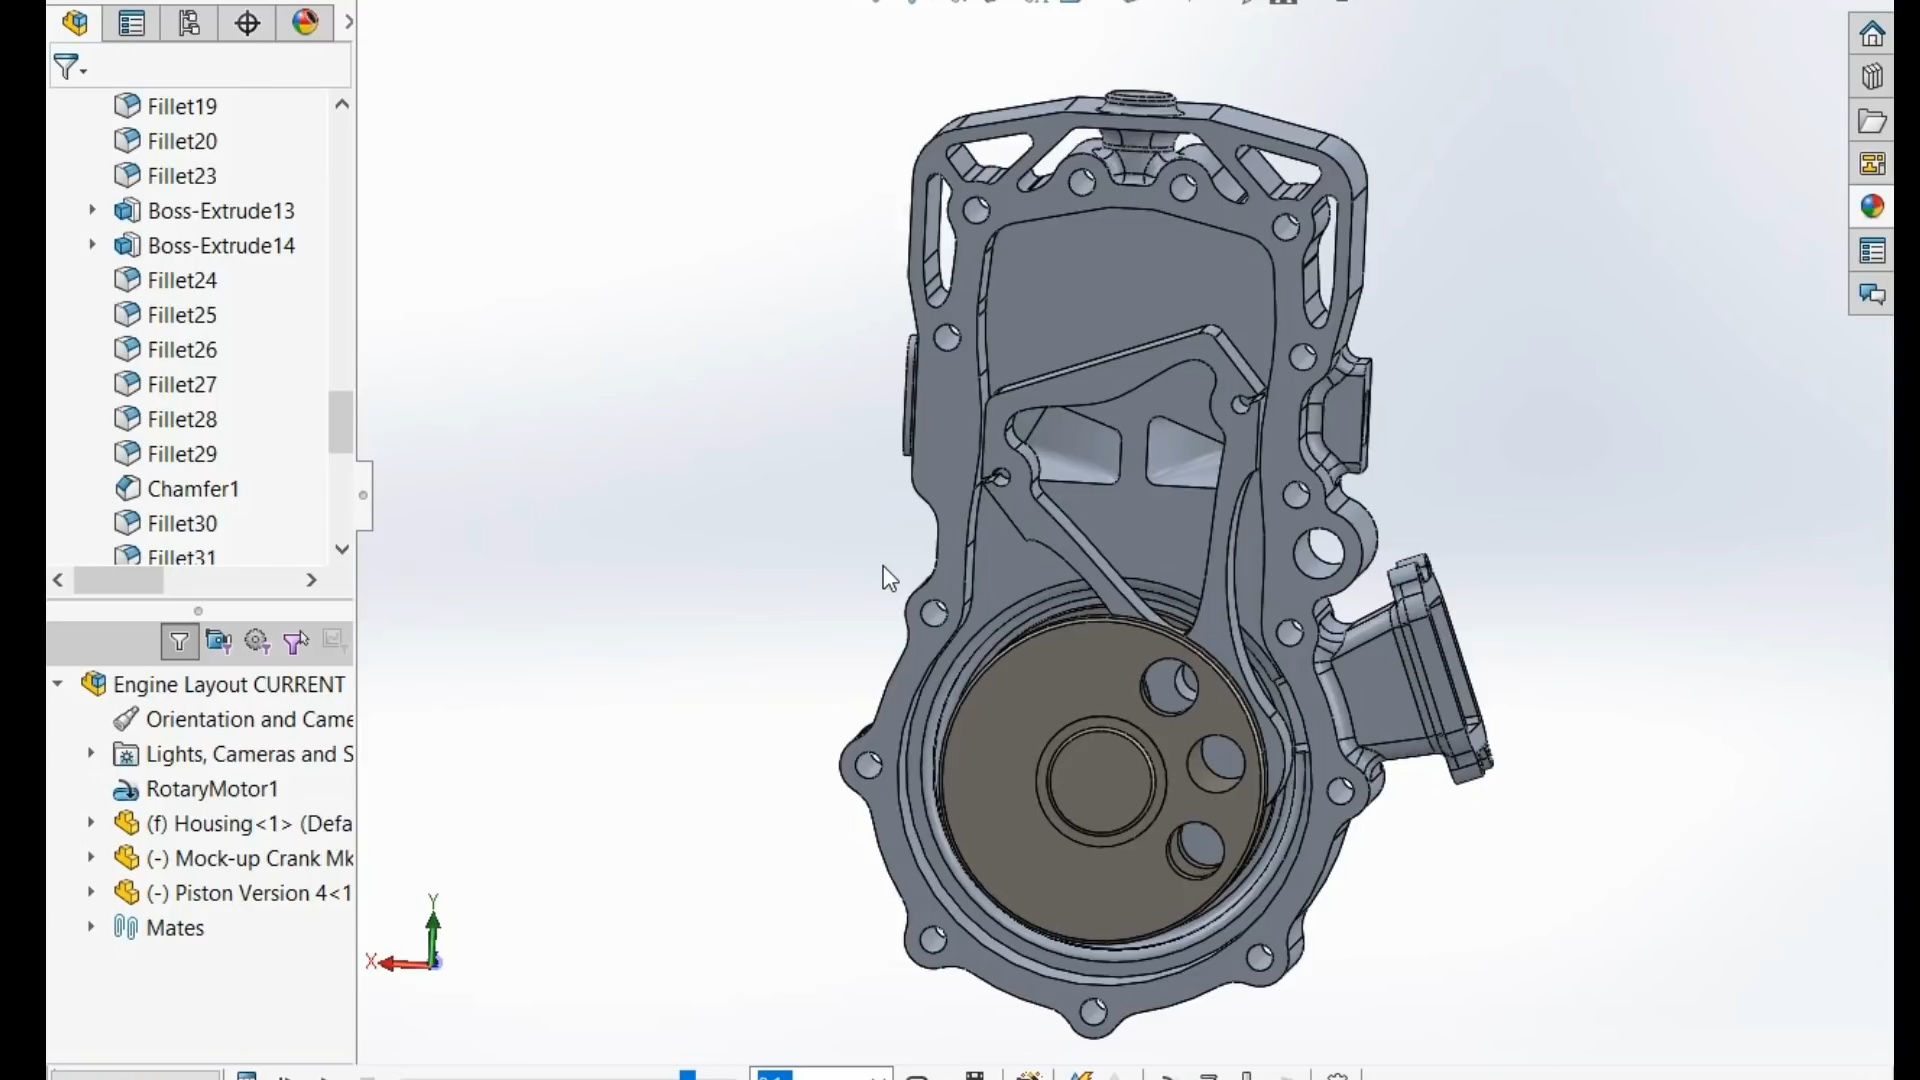 Fillet19
Fillet20
Fillet23
Boss-Extrude13
Boss-Extrude14
Fillet24
Fillet25
Fillet26
Fillet27
Fillet28
Fillet29
Chamfer1
Fillet30
Fillet31
Engine Layout CURRENT
Orientation and Came
Lights, Cameras and S
RotaryMotor1
(f) Housing<1> (Defa
(-) Mock-up Crank Mk
(-) Piston Version 4<1
Mates
Y
X